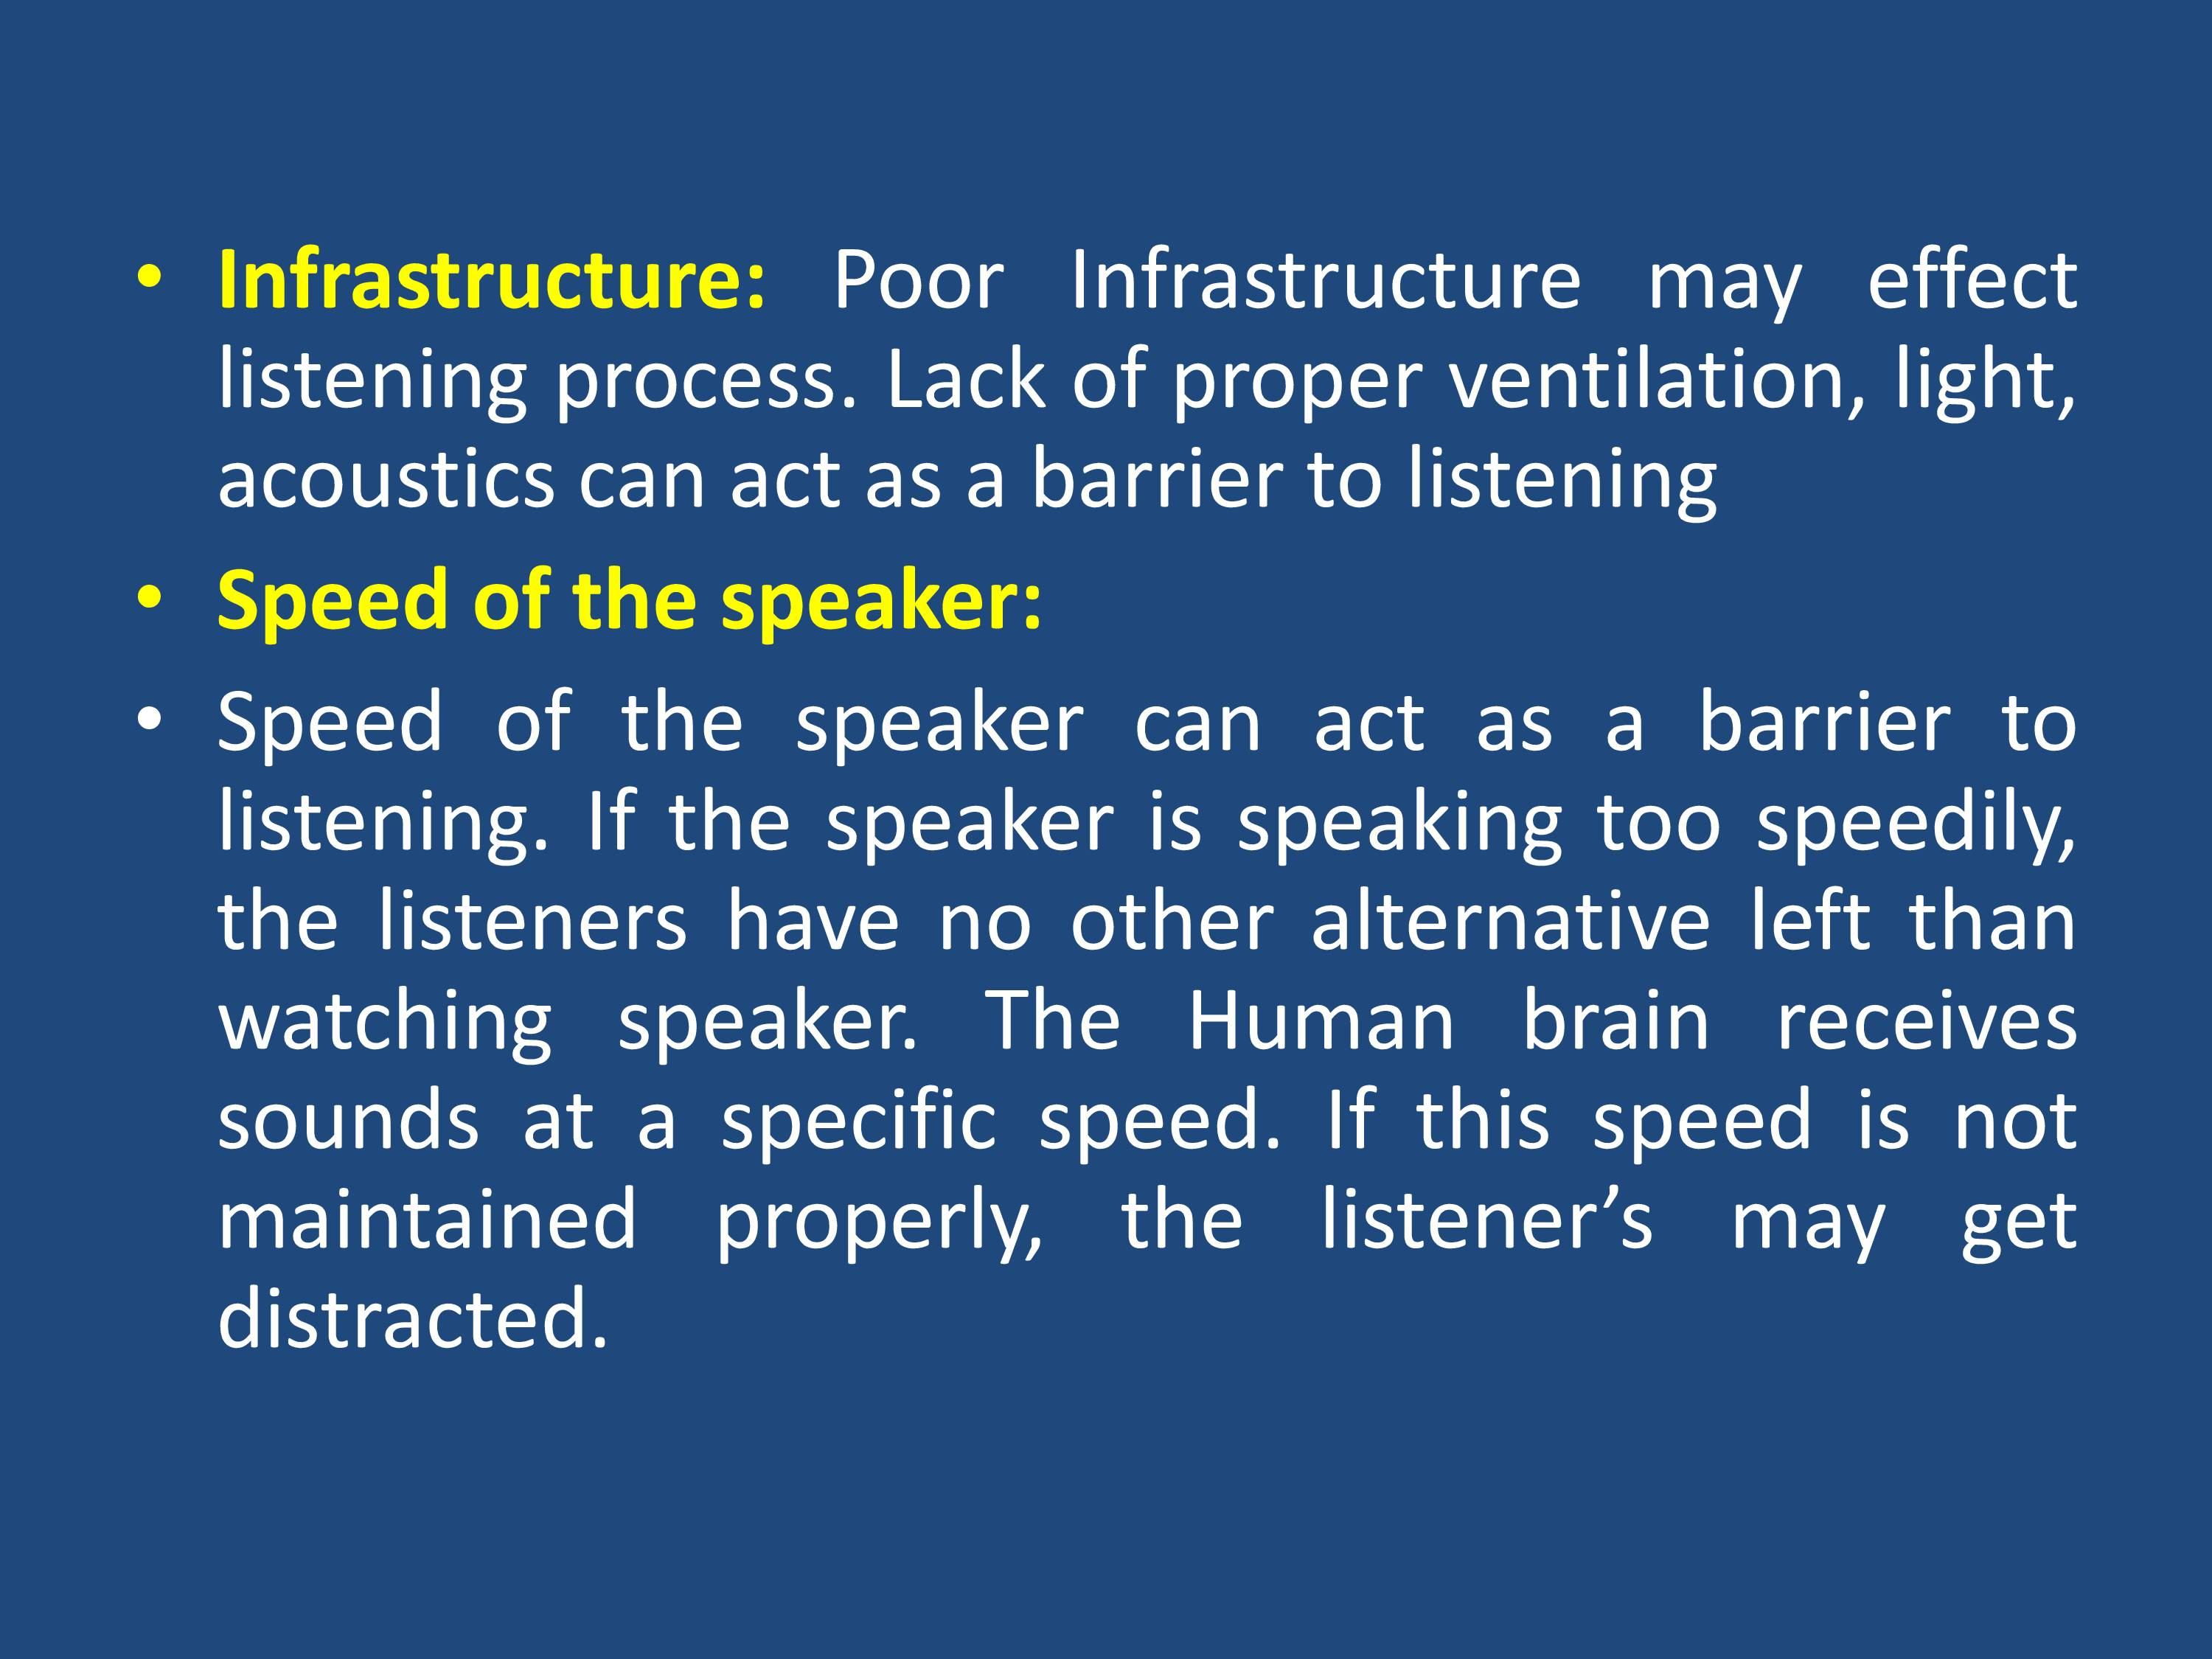 • Infrastructure: Poor Infrastructure may effect
listening process. Lack of proper ventilation, light,
acoustics can act as a barrier to listening
• Speed of the speaker:
• Speed of the speaker can act as a barrier to
listening. If the speaker is speaking too speedily,
the listeners have no other alternative left than
watching speaker. The Human brain receives
sounds at a specific speed. If this speed is not
maintained properly, the listener’s may get
distracted.